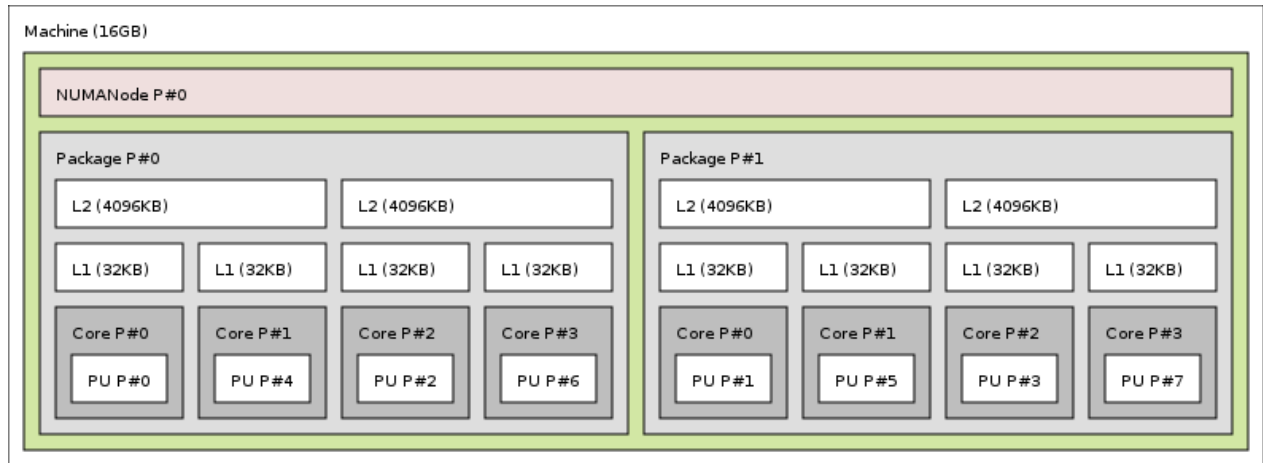 Machine (16GB)
NUMANode P#0
Package P#0
L2 (4096KB) L2 (4096KB)
L1 (32KB) L1 (32KB) L1 (32KB) L1 (32KB)
Core P#0 Core P#1 Core P#2 Core P#3
PU P#0 PU P#4 PU P#2 PU P#6
Package P#1
L2 (4096KB) L2 (4096KB)
L1 (32KB) L1 (32KB) L1 (32KB) L1 (32KB)
Core P#0 Core P#1 Core P#2 Core P#3
PU P#1 PU P#5 PU P#3 PU P#7